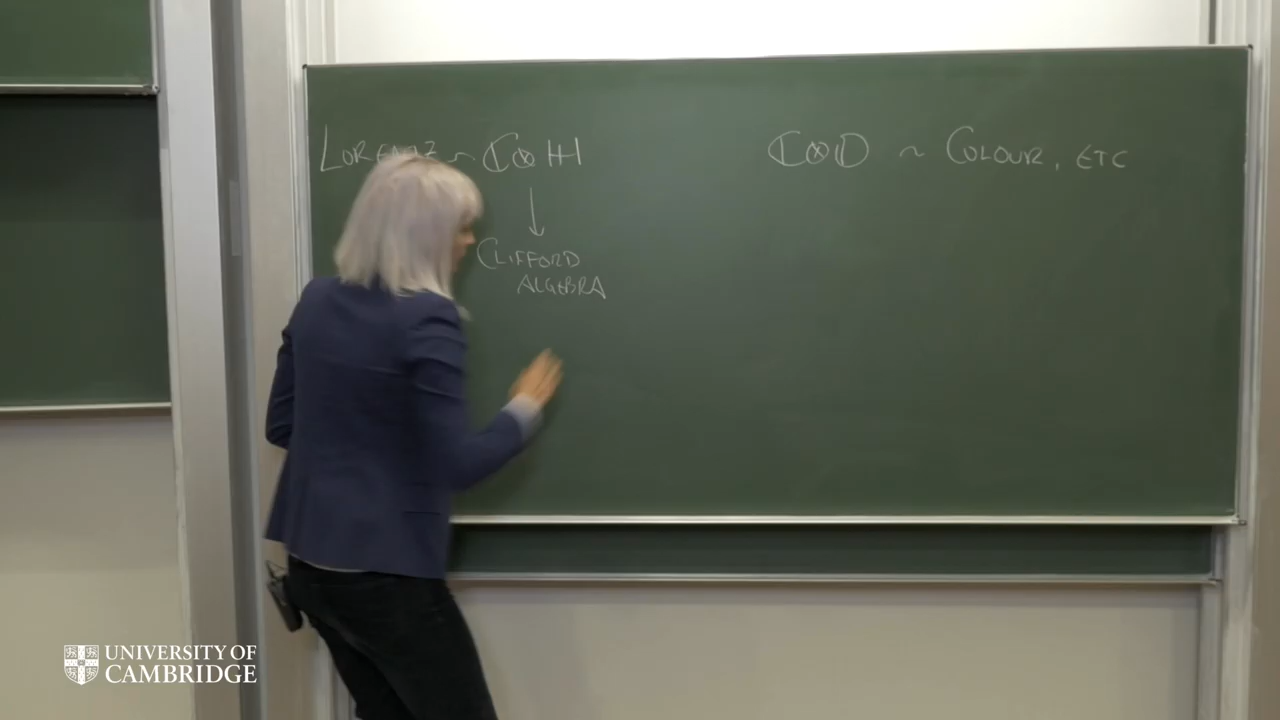 LORENTZ ~ ℂ⊗ℍ
ℂ⊗𝕆 ~ COLOUR, ETC
↓
CLIFFORD
ALGEBRA
UNIVERSITY OF
CAMBRIDGE